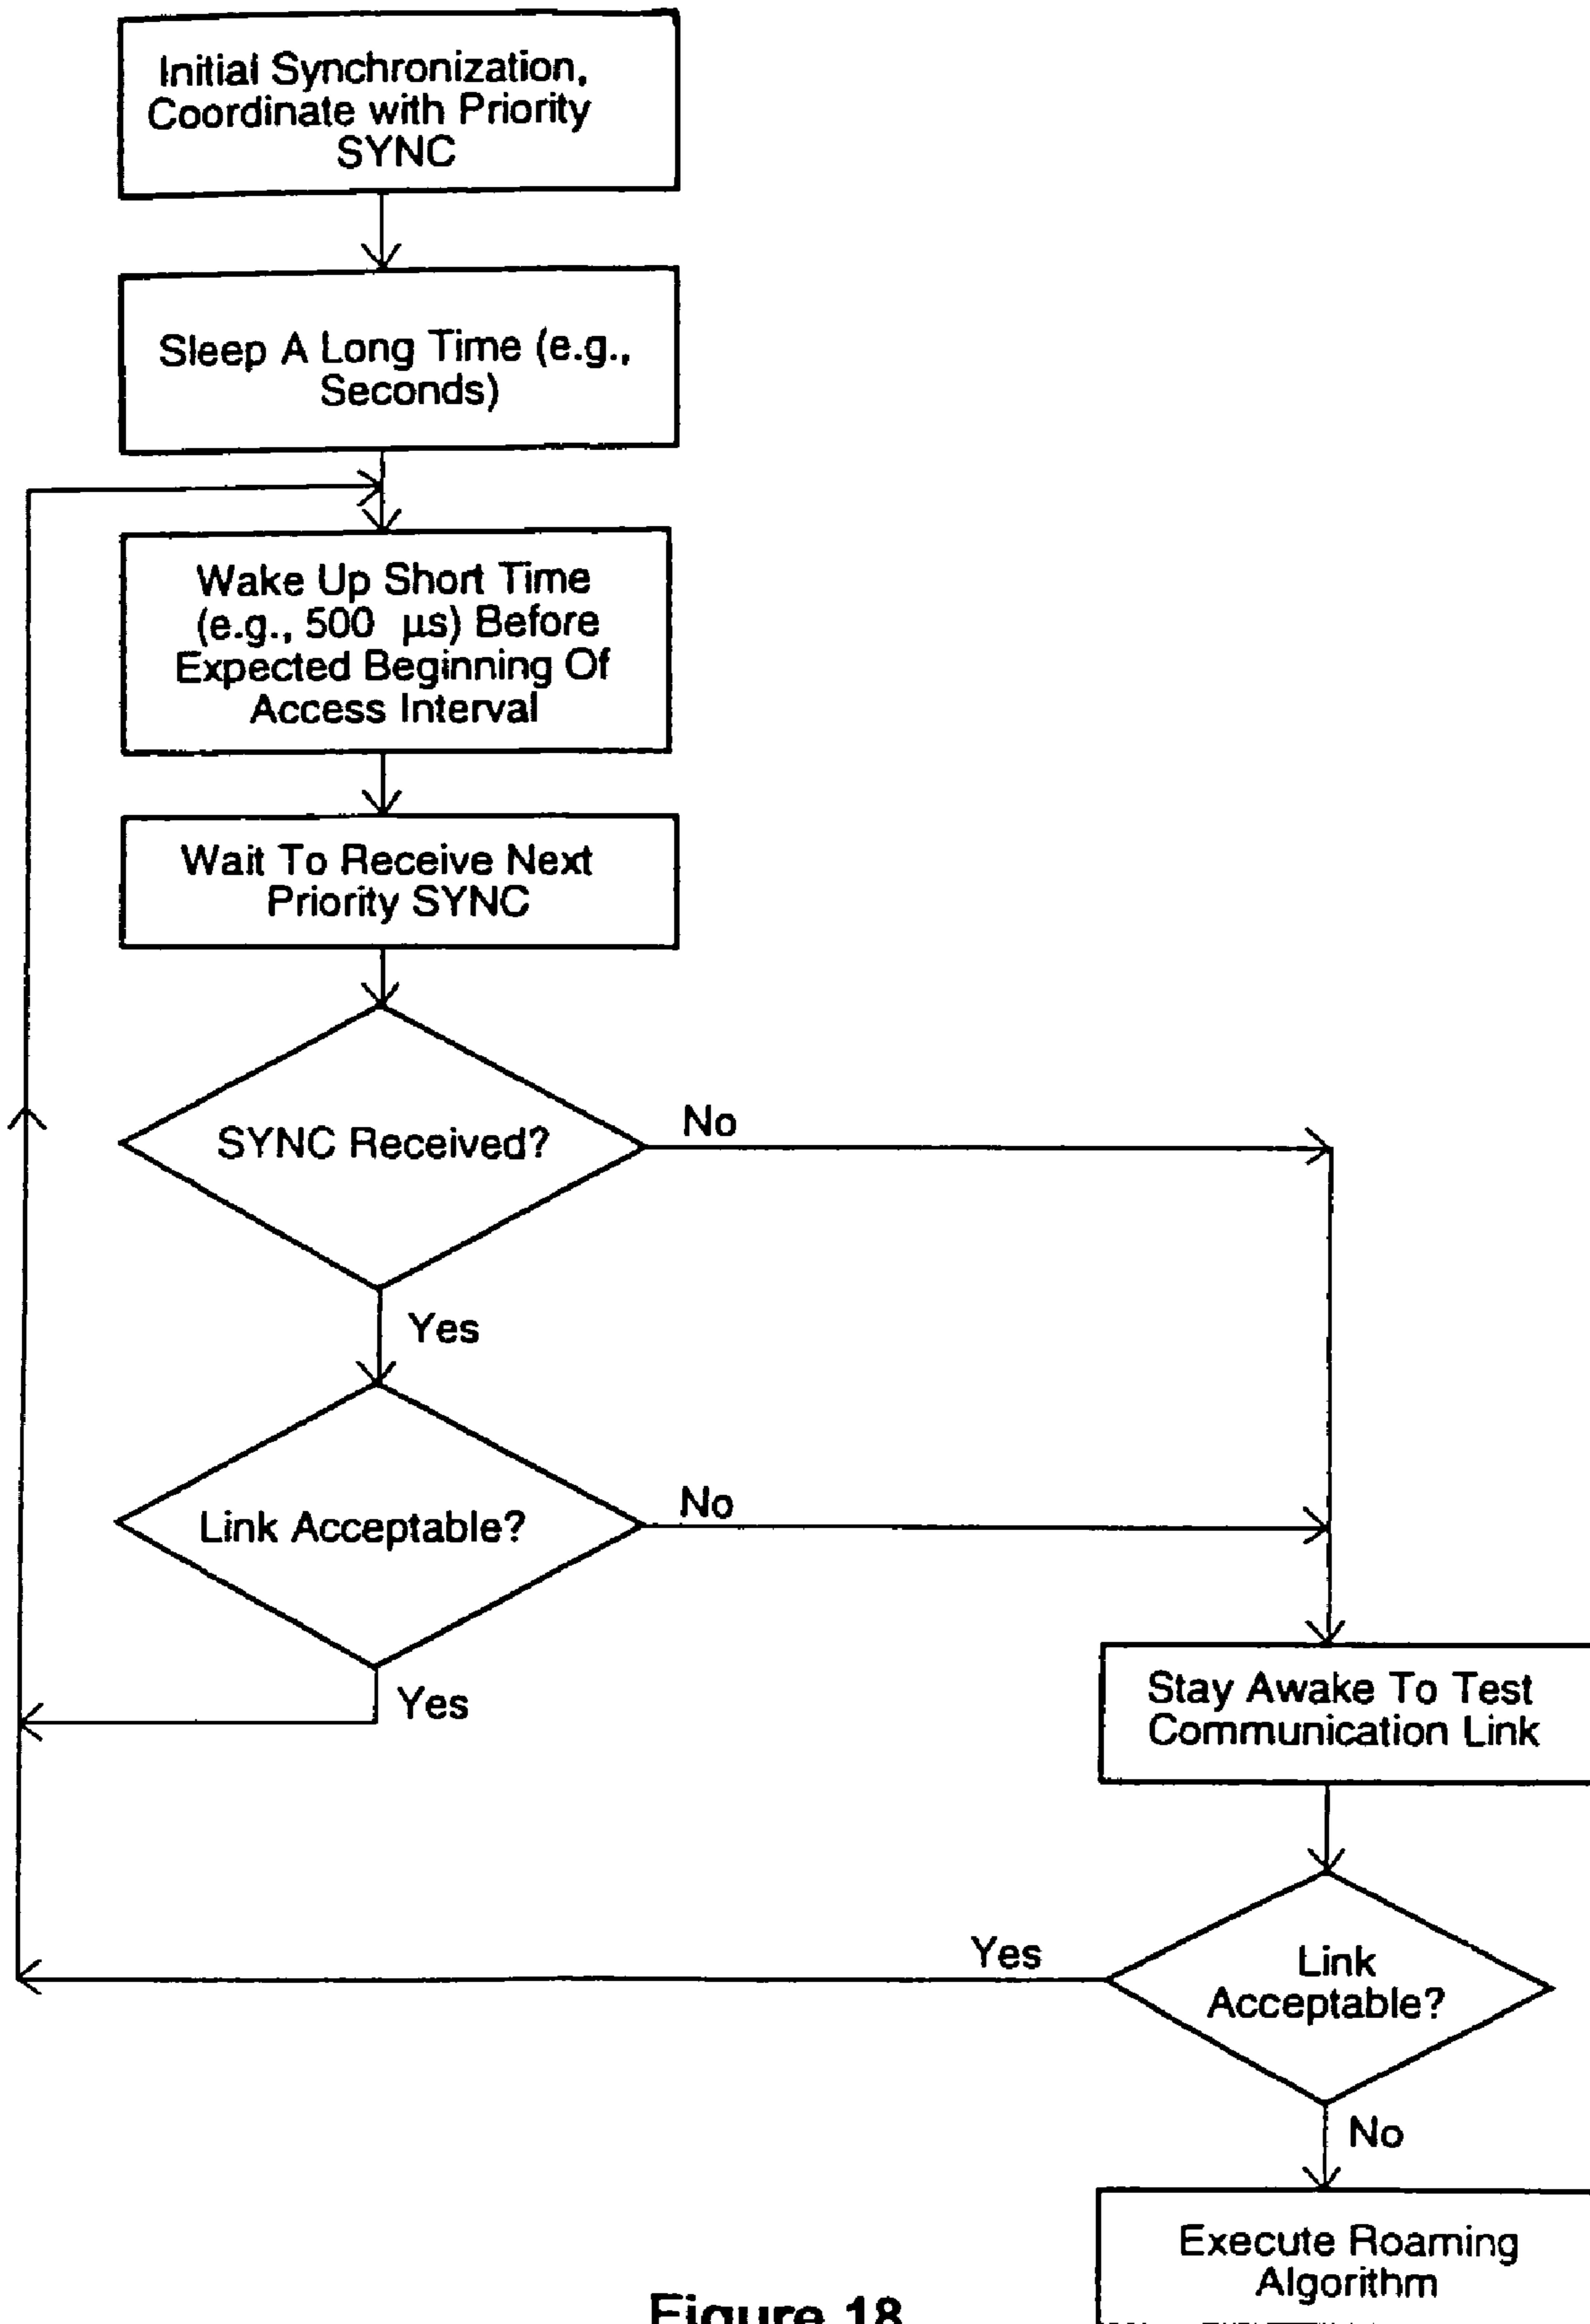 Initial Synchronization,
Coordinate with Priority
SYNC
Sleep A Long Time (e.g.,
Seconds)
Wake Up Short Time
(e.g., 500 µs) Before
Expected Beginning Of
Access Interval
Wait To Receive Next
Priority SYNC
SYNC Received?
No
Yes
Link Acceptable?
No
Yes
Stay Awake To Test
Communication Link
Link
Acceptable?
Yes
No
Execute Roaming
Algorithm
Figure 18